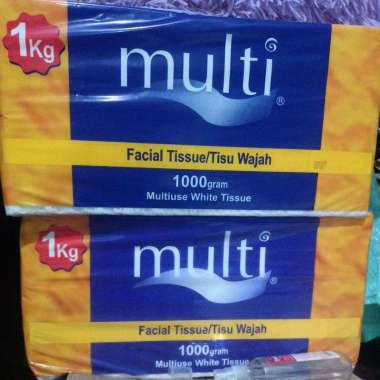 1Kg
multi®
Facial Tissue/Tisu Wajah
1000gram
Multiuse White Tissue
1Kg
multi®
Facial Tissue/Tisu Wajah
1000gram
Multiuse White Tissue